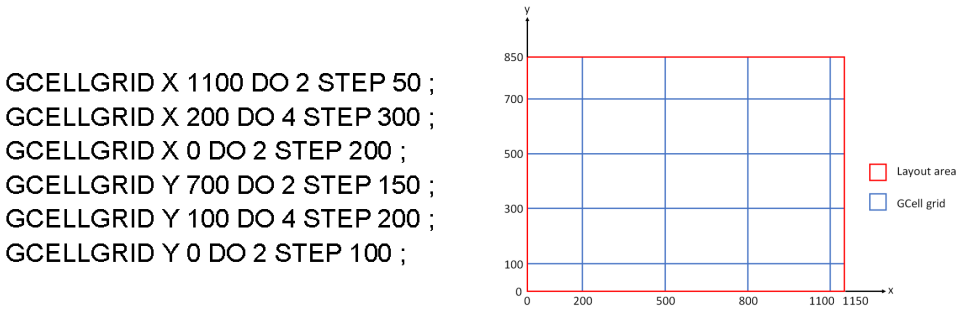 GCELLGRID X 1100 DO 2 STEP 50 ;
GCELLGRID X 200 DO 4 STEP 300 ;
GCELLGRID X 0 DO 2 STEP 200 ;
GCELLGRID Y 700 DO 2 STEP 150 ;
GCELLGRID Y 100 DO 4 STEP 200 ;
GCELLGRID Y 0 DO 2 STEP 100 ;
y
850
700
500
300
100
0
0 200 500 800 1100 1150 x
Layout area
GCell grid